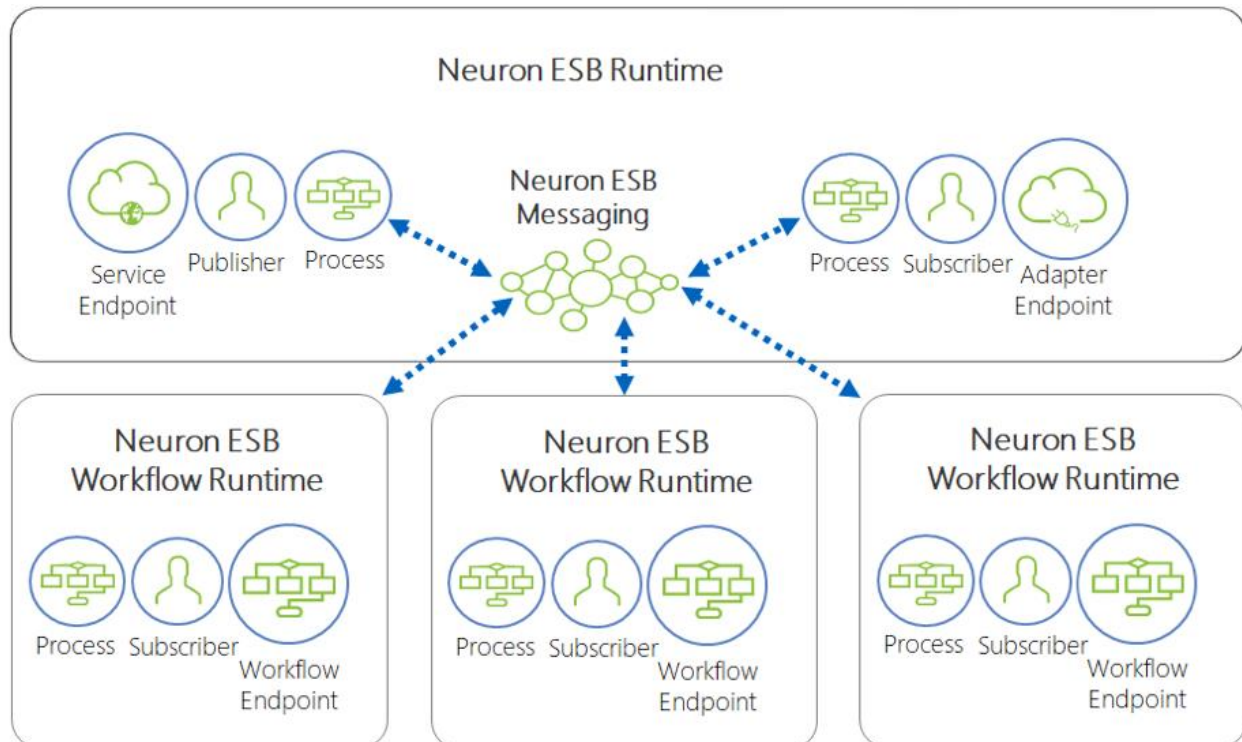 Neuron ESB Runtime
Neuron ESB
Messaging
Service
Endpoint
Publisher
Process
Process
Subscriber
Adapter
Endpoint
Neuron ESB
Workflow Runtime
Process
Subscriber
Workflow
Endpoint
Neuron ESB
Workflow Runtime
Process
Subscriber
Workflow
Endpoint
Neuron ESB
Workflow Runtime
Process
Subscriber
Workflow
Endpoint